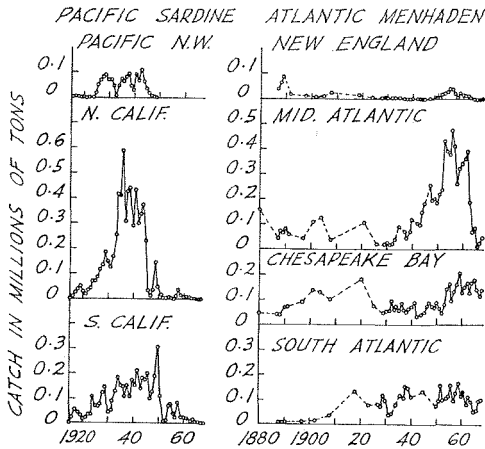 PACIFIC SARDINE
PACIFIC N.W.
0.1
0
N. CALIF.
0.6
0.5
0.4
0.3
0.2
0.1
0
S. CALIF.
0.3
0.2
0.1
0
1920 40 60
CATCH IN MILLIONS OF TONS
ATLANTIC MENHADEN
NEW ENGLAND
0.1
0
MID. ATLANTIC
0.5
0.4
0.3
0.2
0.1
0
CHESAPEAKE BAY
0.2
0.1
0
SOUTH ATLANTIC
0.3
0.2
0.1
0
1880 1900 20 40 60